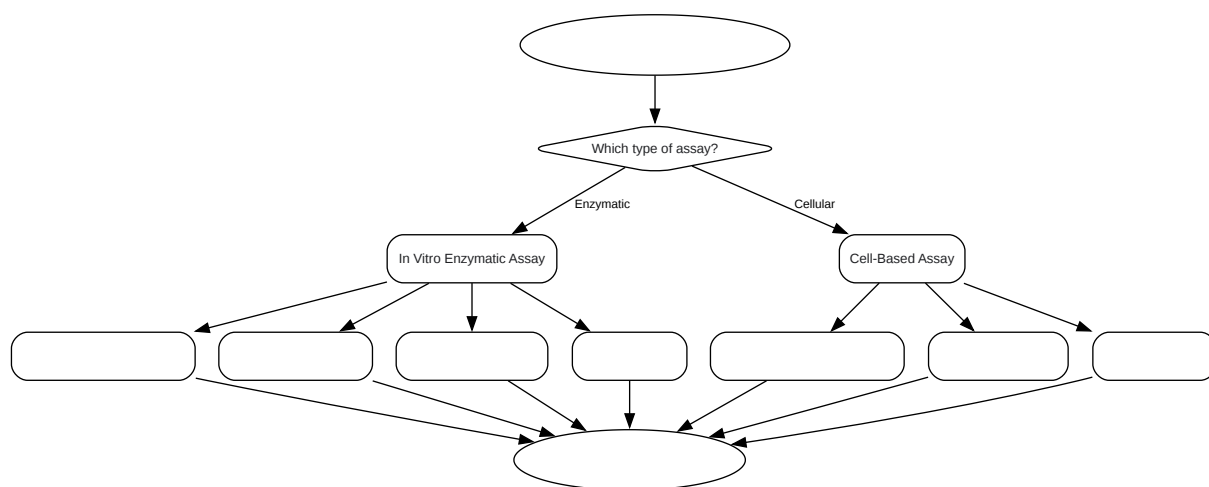 Which type of assay?
Enzymatic
Cellular
In Vitro Enzymatic Assay
Cell-Based Assay